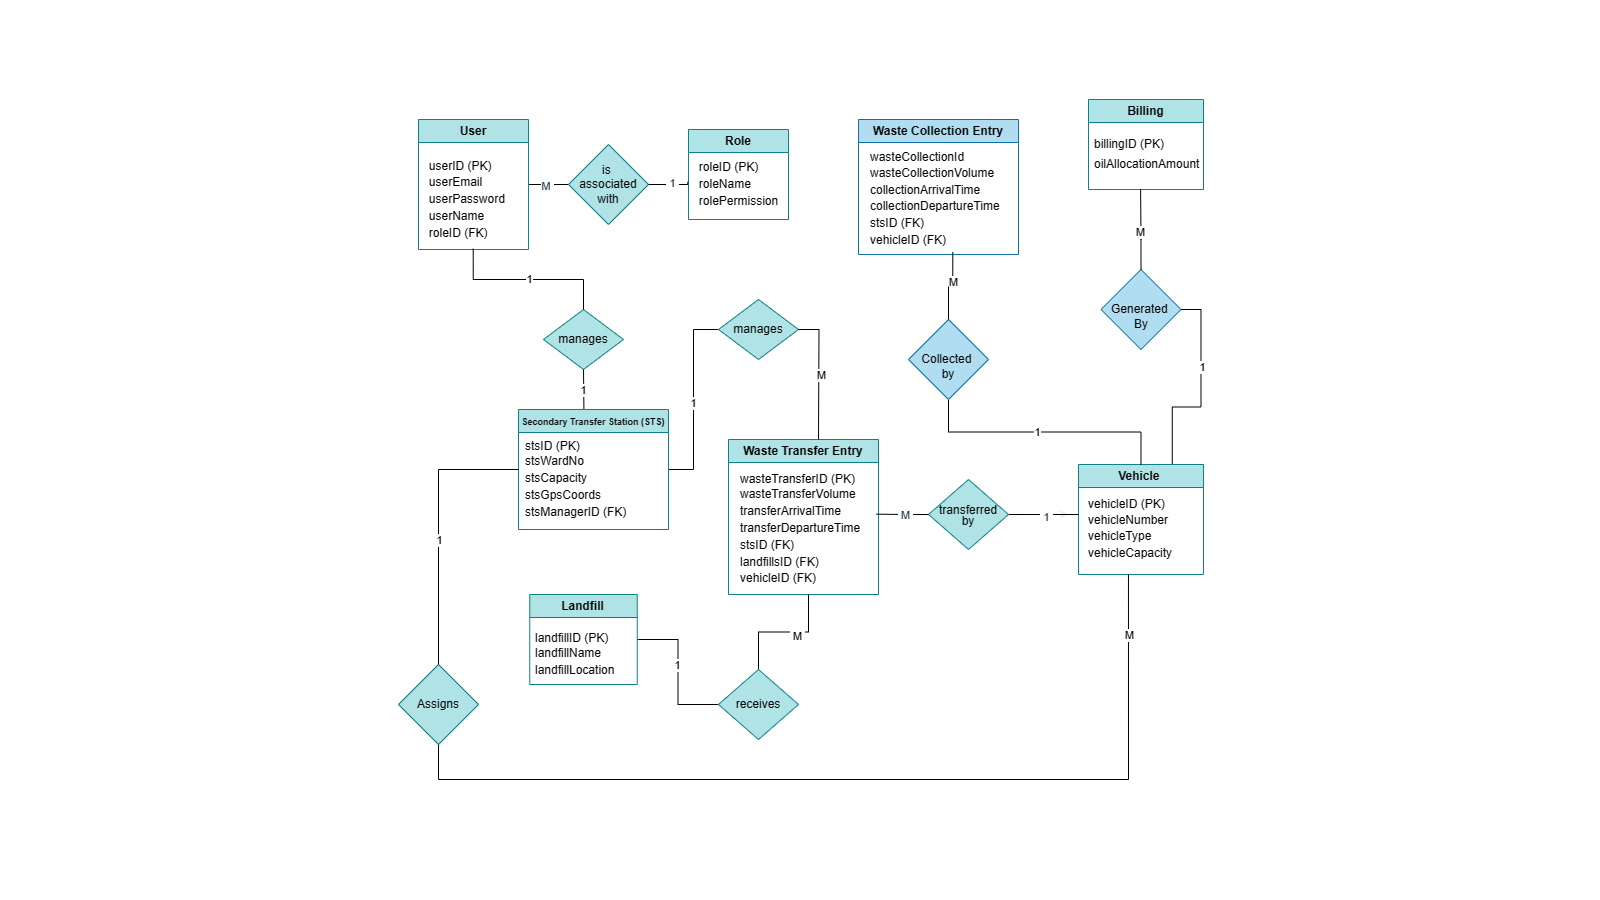 User
userID (PK)
userEmail
userPassword
userName
roleID (FK)
M
is
associated
with
1
Role
roleID (PK)
roleName
rolePermission
Waste Collection Entry
wasteCollectionId
wasteCollectionVolume
collectionArrivalTime
collectionDepartureTime
stsID (FK)
vehicleID (FK)
Billing
billingID (PK)
oilAllocationAmount
M
Generated
By
1
M
Collected
by
1
1
manages
1
manages
M
1
Secondary Transfer Station (STS)
stsID (PK)
stsWardNo
stsCapacity
stsGpsCoords
stsManagerID (FK)
Waste Transfer Entry
wasteTransferID (PK)
wasteTransferVolume
transferArrivalTime
transferDepartureTime
stsID (FK)
landfillsID (FK)
vehicleID (FK)
M
transferred
by
1
Vehicle
vehicleID (PK)
vehicleNumber
vehicleType
vehicleCapacity
1
Landfill
landfillID (PK)
landfillName
landfillLocation
1
M
receives
M
Assigns